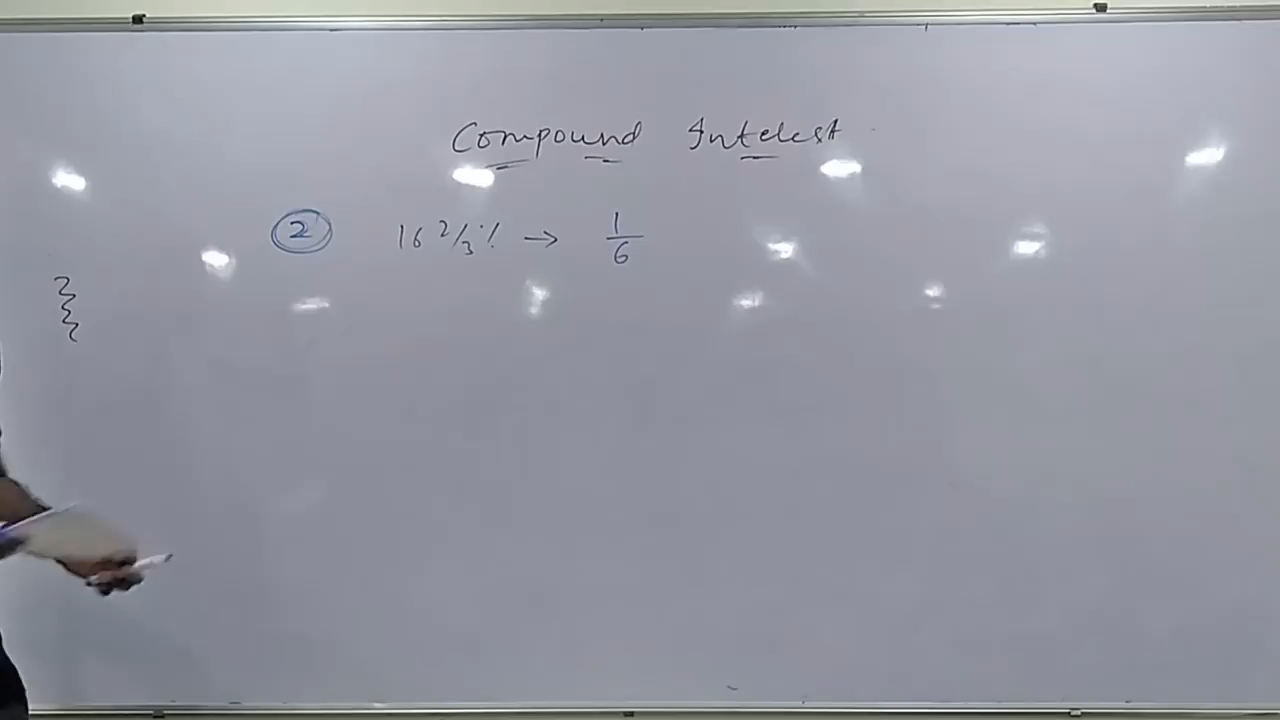 Compound Interest
2 16 2/3 % → 1/6